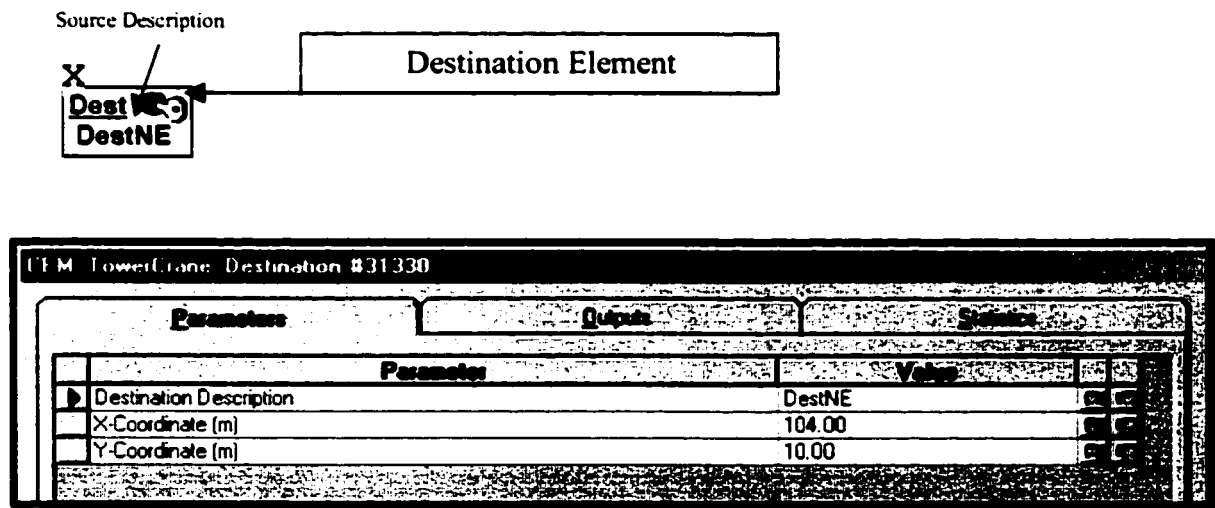 Source Description
Destination Element
X
Dest
DestNE
CEM TowerCrane Destination #31330
Parameters Outputs Statistics
Parameter Value
Destination Description DestNE
X-Coordinate (m) 104.00
Y-Coordinate (m) 10.00